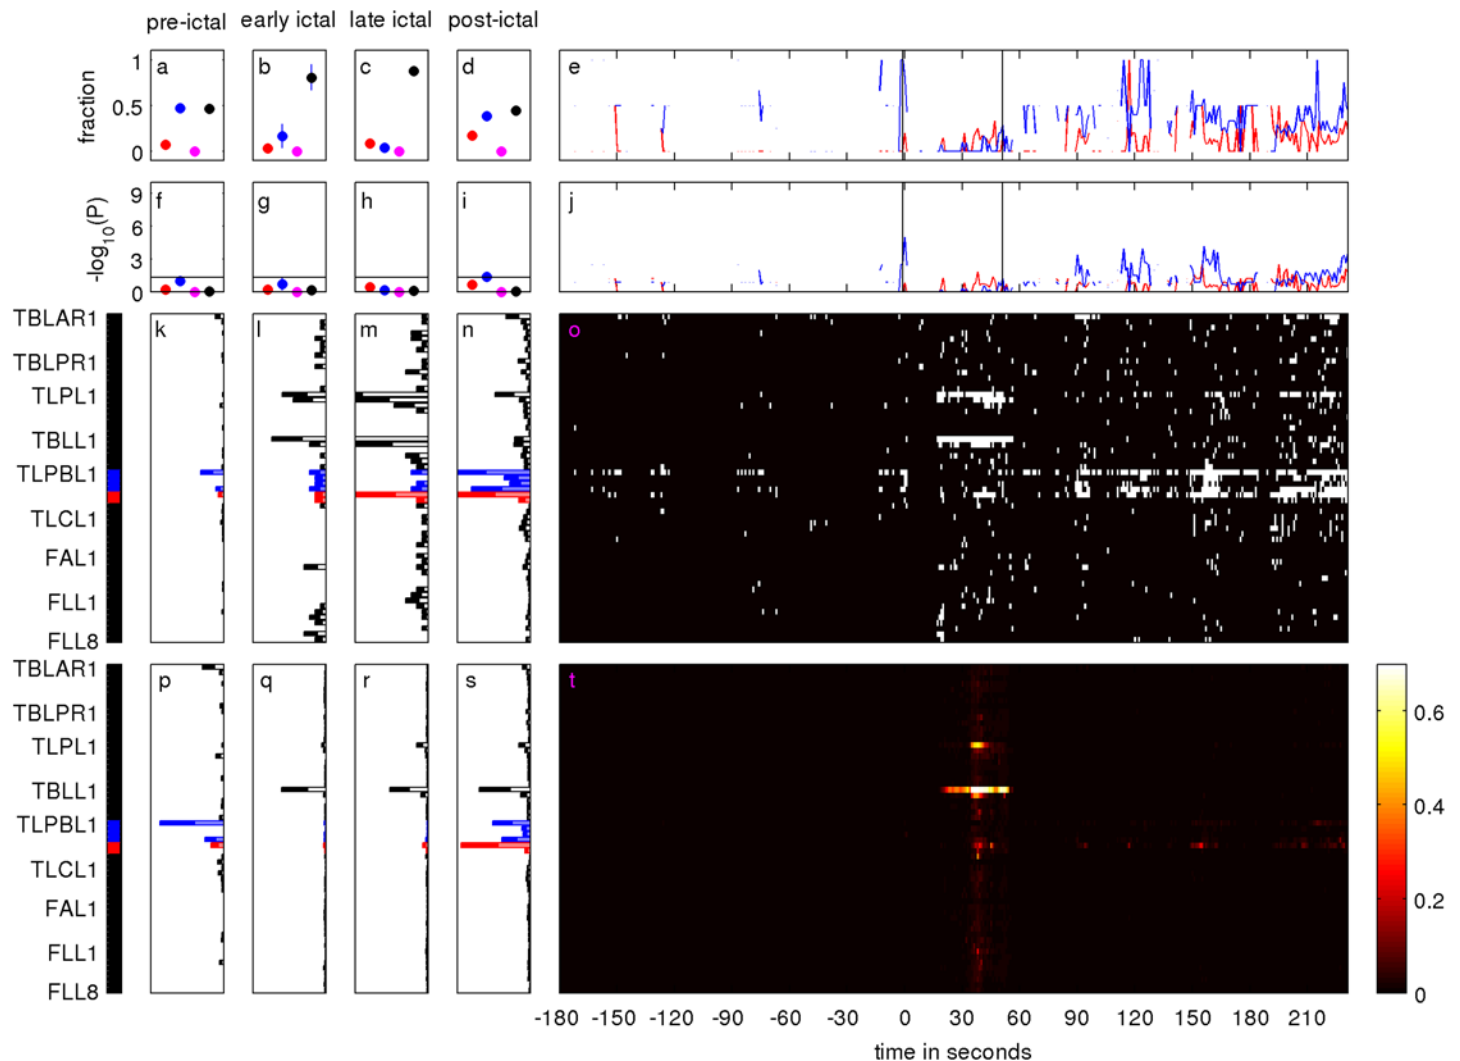 pre-ictal early ictal late ictal post-ictal
fraction
1
0.5
0
a b c d e
-log10(P)
9
6
3
0
f g h i j
TBLAR1
TBLPR1
TLPL1
TBLL1
TLPBL1
TLCL1
FAL1
FLL1
FLL8
k l m n o
TBLAR1
TBLPR1
TLPL1
TBLL1
TLPBL1
TLCL1
FAL1
FLL1
FLL8
p q r s t
0.6
0.4
0.2
0
-180 -150 -120 -90 -60 -30 0 30 60 90 120 150 180 210
time in seconds